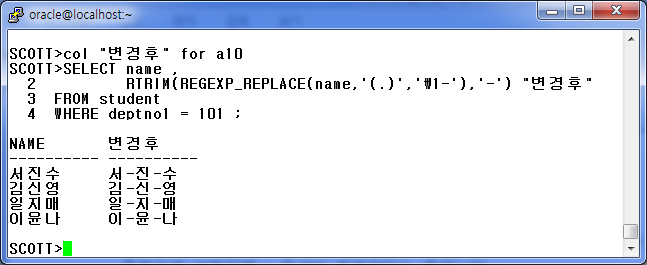 oracle@localhost:~
SCOTT>col "변경후" for a10
SCOTT>SELECT name ,
2 RTRIM(REGEXP_REPLACE(name,'(.)','₩1-'),'-') "변경후"
3 FROM student
4 WHERE deptno1 = 101 ;
NAME 변경후
---------- ----------
서진수 서-진-수
김신영 김-신-영
일지매 일-지-매
이윤나 이-윤-나
SCOTT>